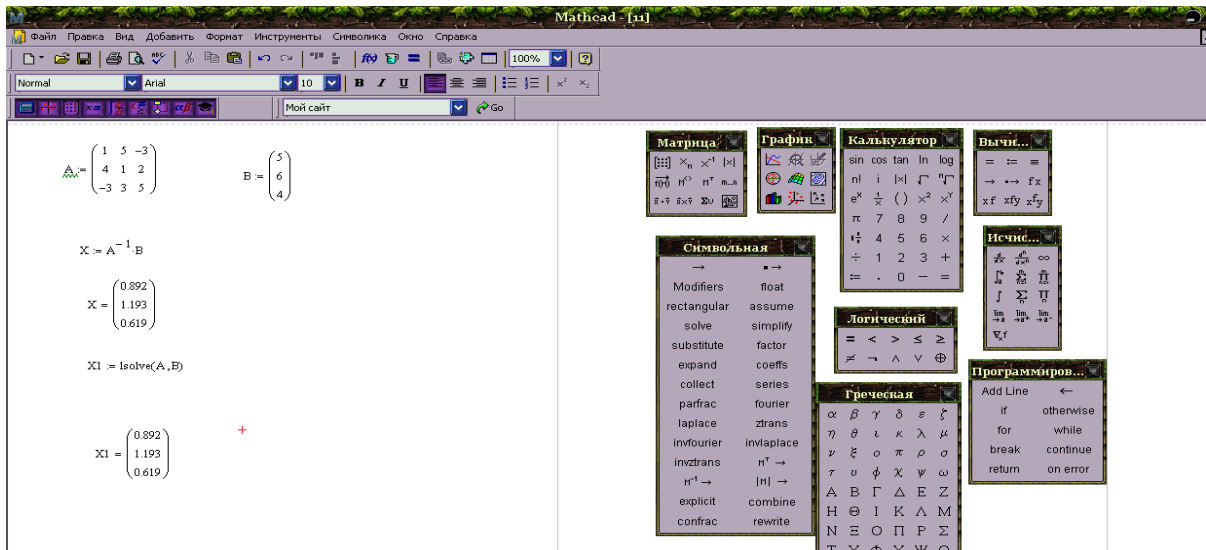 Mathcad - [11]
Файл Правка Вид Добавить Формат Инструменты Символика Окно Справка
100%
Normal Arial 10 B I U
Мой сайт Go
A := ( 1 5 -3
4 1 2
-3 3 5 )
B := ( 5
6
4 )
X := A⁻¹·B
X = ( 0.892
1.193
0.619 )
X1 := lsolve(A,B)
X1 = ( 0.892
1.193
0.619 )
Матрица
График
Калькулятор
sin cos tan ln log
n! i |×| √ ⁿ√
eˣ 1/x ( ) ×² ×ʸ
π 7 8 9 /
4 5 6 ×
÷ 1 2 3 +
:= . 0 − =
Вычи...
= := ≡
→ ▪→ fx
xf xfy xfy
Символьная
→ ▪→
Modifiers float
rectangular assume
solve simplify
substitute factor
expand coeffs
collect series
parfrac fourier
laplace ztrans
invfourier invlaplace
invztrans Mᵀ →
M⁻¹ → |M| →
explicit combine
confrac rewrite
Логический
= < > ≤ ≥
≠ ¬ ∧ ∨ ⊕
Исчис...
Греческая
α β γ δ ε ζ
η θ ι κ λ μ
ν ξ ο π ρ σ
τ υ φ χ ψ ω
Α Β Γ Δ Ε Ζ
Η Θ Ι Κ Λ Μ
Ν Ξ Ο Π Ρ Σ
Программиров...
Add Line ←
if otherwise
for while
break continue
return on error